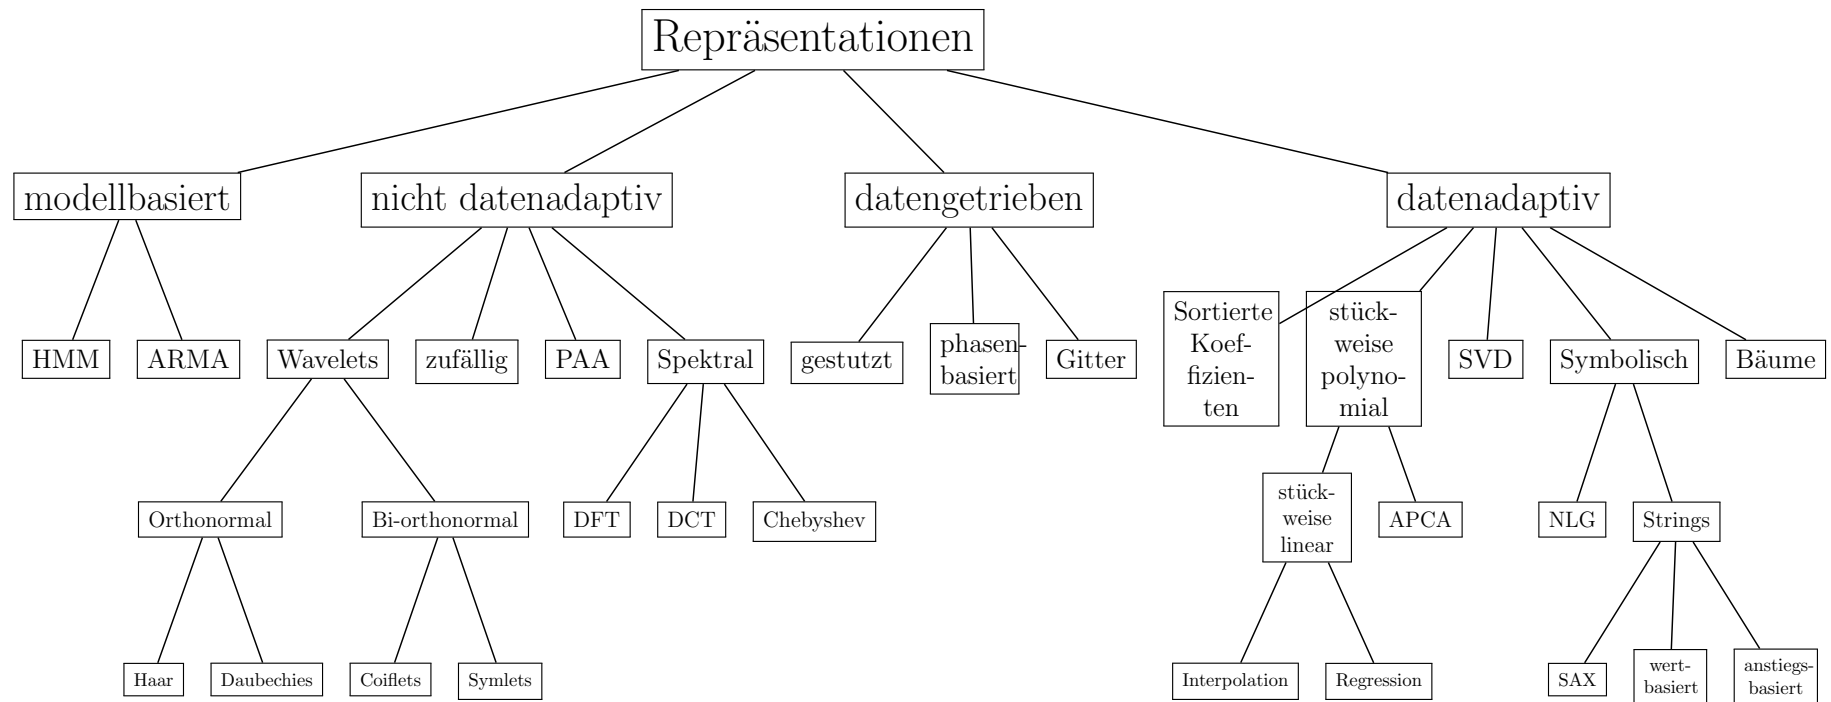 Repräsentationen
modellbasiert
nicht datenadaptiv
datengetrieben
datenadaptiv
HMM
ARMA
Wavelets
zufällig
PAA
Spektral
gestutzt
phasen-
basiert
Gitter
Sortierte
Koef-
fizien-
ten
stück-
weise
polyno-
mial
SVD
Symbolisch
Bäume
Orthonormal
Bi-orthonormal
DFT
DCT
Chebyshev
stück-
weise
linear
APCA
NLG
Strings
Haar
Daubechies
Coiflets
Symlets
Interpolation
Regression
SAX
wert-
basiert
anstiegs-
basiert